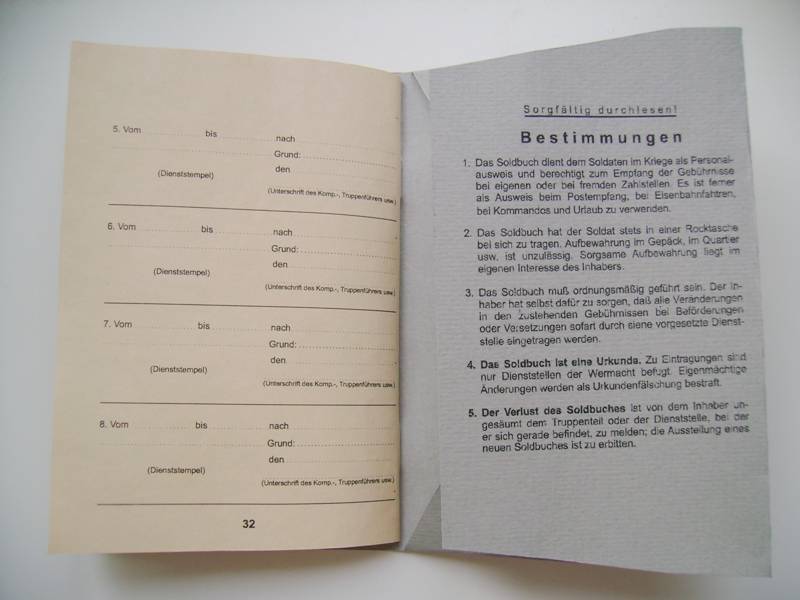 5. Vom bis nach
Grund:
(Dienststempel) den
(Unterschrift des Komp.-, Truppenführers usw.)
6. Vom bis nach
Grund:
(Dienststempel) den
(Unterschrift des Komp.-, Truppenführers usw.)
7. Vom bis nach
Grund:
(Dienststempel) den
(Unterschrift des Komp.-, Truppenführers usw.)
8. Vom bis nach
Grund:
(Dienststempel) den
(Unterschrift des Komp.-, Truppenführers usw.)
32
Sorgfältig durchlesen!
Bestimmungen
1. Das Soldbuch dient dem Soldaten im Kriege als Personal-
ausweis und berechtigt zum Empfang der Gebührnisse
bei eigenen oder bei fremden Zahlstellen. Es ist ferner
als Ausweis beim Postempfang, bei Eisenbahnfahrten,
bei Kommandos und Urlaub zu verwenden.
2. Das Soldbuch hat der Soldat stets in einer Rocktasche
bei sich zu tragen. Aufbewahrung im Gepäck, im Quartier
usw. ist unzulässig. Sorgsame Aufbewahrung liegt im
eigenen Interesse des Inhabers.
3. Das Soldbuch muß ordnungsmäßig geführt sein. Der In-
haber hat selbst dafür zu sorgen, daß alle Veränderungen
in den zustehenden Gebührnissen bei Beförderungen
oder Versetzungen sofart durch siene vorgesetzte Dienst-
stelle eingetragen werden.
4. Das Soldbuch ist eine Urkunde. Zu Eintragungen sind
nur Dienststellen der Wermacht befugt. Eigenmächtige
Änderungen werden als Urkundenfälschung bestraft.
5. Der Verlust des Soldbuches ist von dem Inhaber un-
gesäumt dem Truppenteil oder der Dienststelle, bei der
er sich gerade befindet, zu melden; die Ausstellung eines
neuen Soldbuches ist zu erbitten.